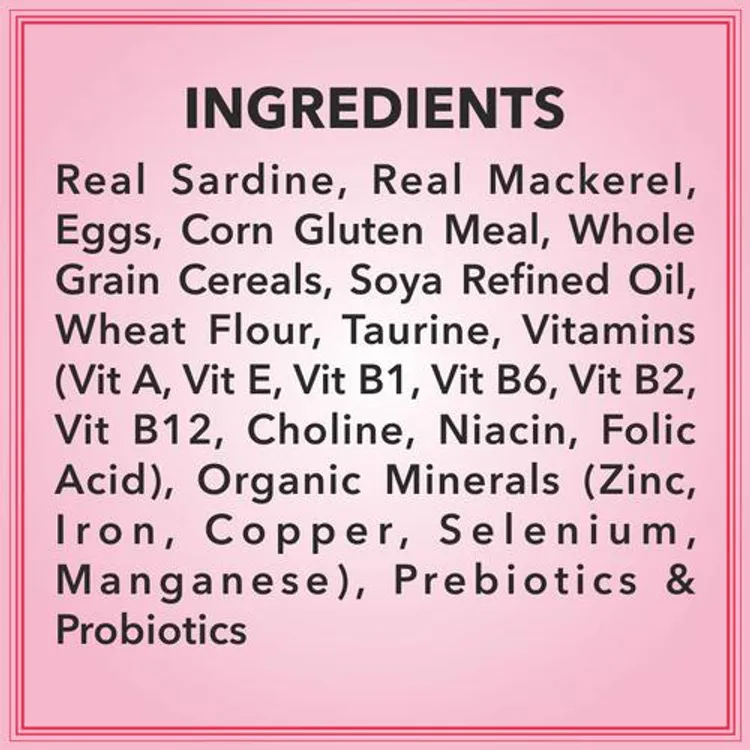 INGREDIENTS
Real Sardine, Real Mackerel,
Eggs, Corn Gluten Meal, Whole
Grain Cereals, Soya Refined Oil,
Wheat Flour, Taurine, Vitamins
(Vit A, Vit E, Vit B1, Vit B6, Vit B2,
Vit B12, Choline, Niacin, Folic
Acid), Organic Minerals (Zinc,
Iron, Copper, Selenium,
Manganese), Prebiotics &
Probiotics